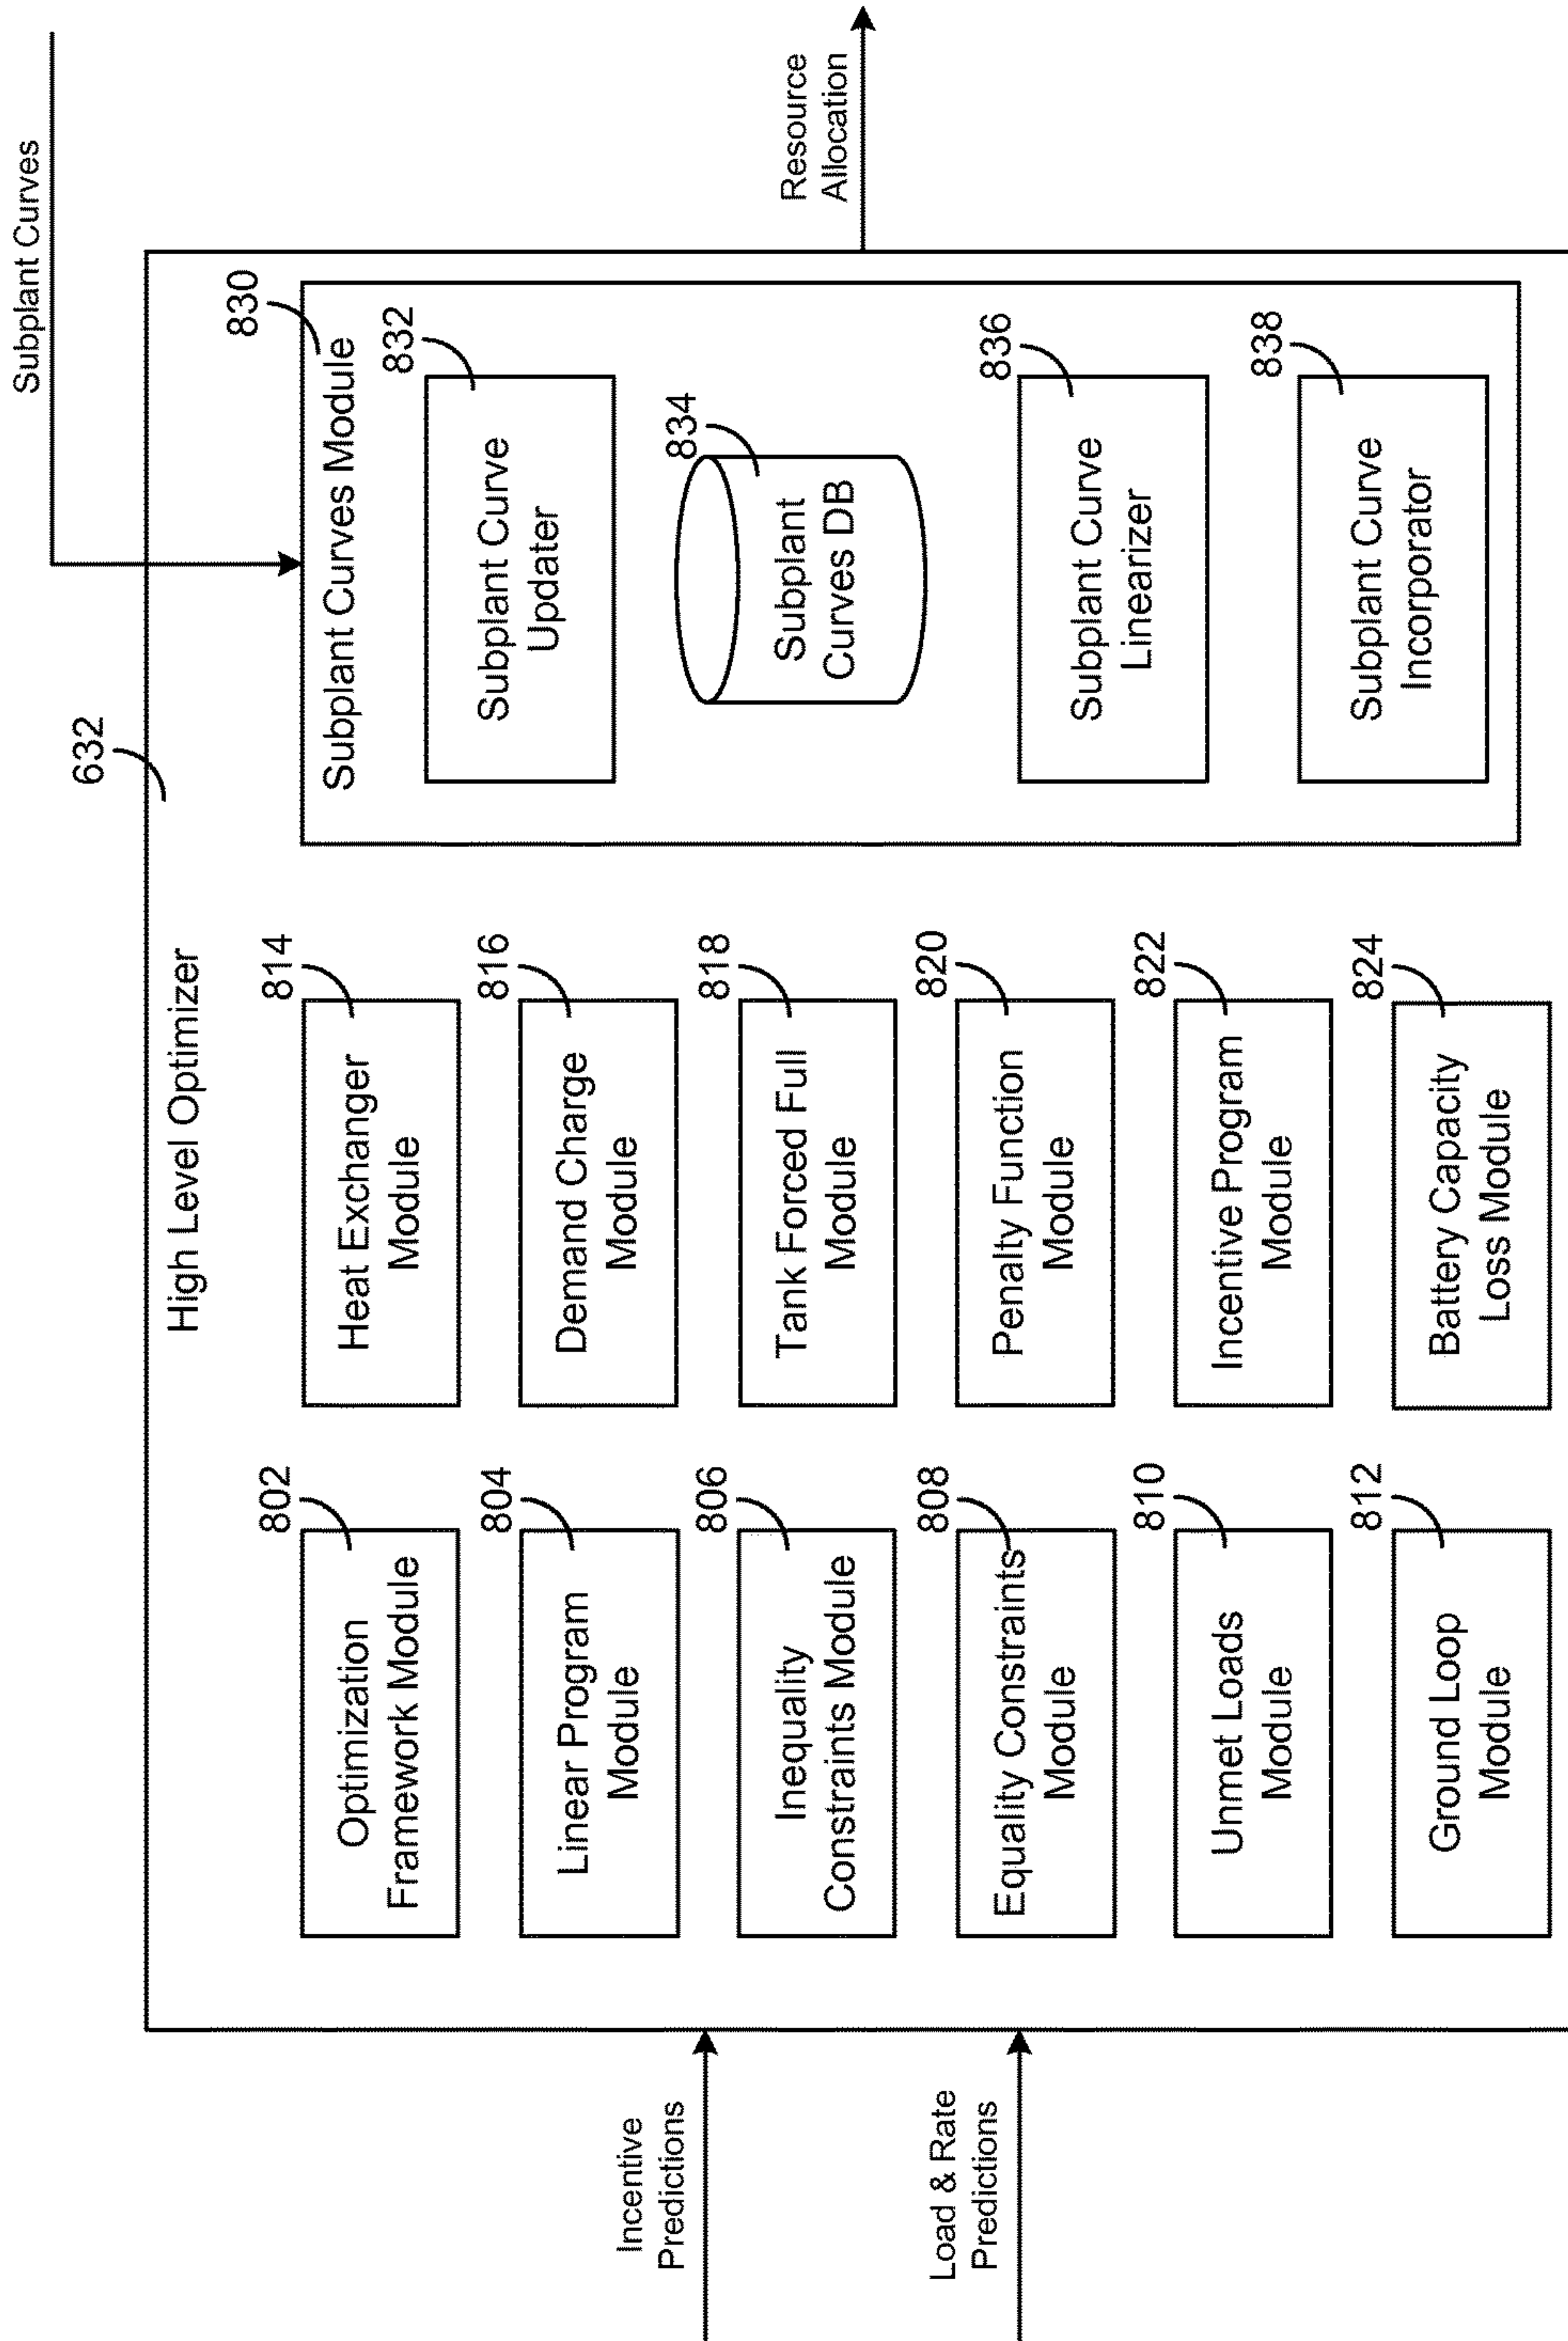 Subplant Curves
632
High Level Optimizer
Incentive
Predictions
Load & Rate
Predictions
802
Optimization
Framework Module
804
Linear Program
Module
806
Inequality
Constraints Module
808
Equality Constraints
Module
810
Unmet Loads
Module
812
Ground Loop
Module
814
Heat Exchanger
Module
816
Demand Charge
Module
818
Tank Forced Full
Module
820
Penalty Function
Module
822
Incentive Program
Module
824
Battery Capacity
Loss Module
830
Subplant Curves Module
832
Subplant Curve
Updater
834
Subplant
Curves DB
836
Subplant Curve
Linearizer
838
Subplant Curve
Incorporator
Resource
Allocation